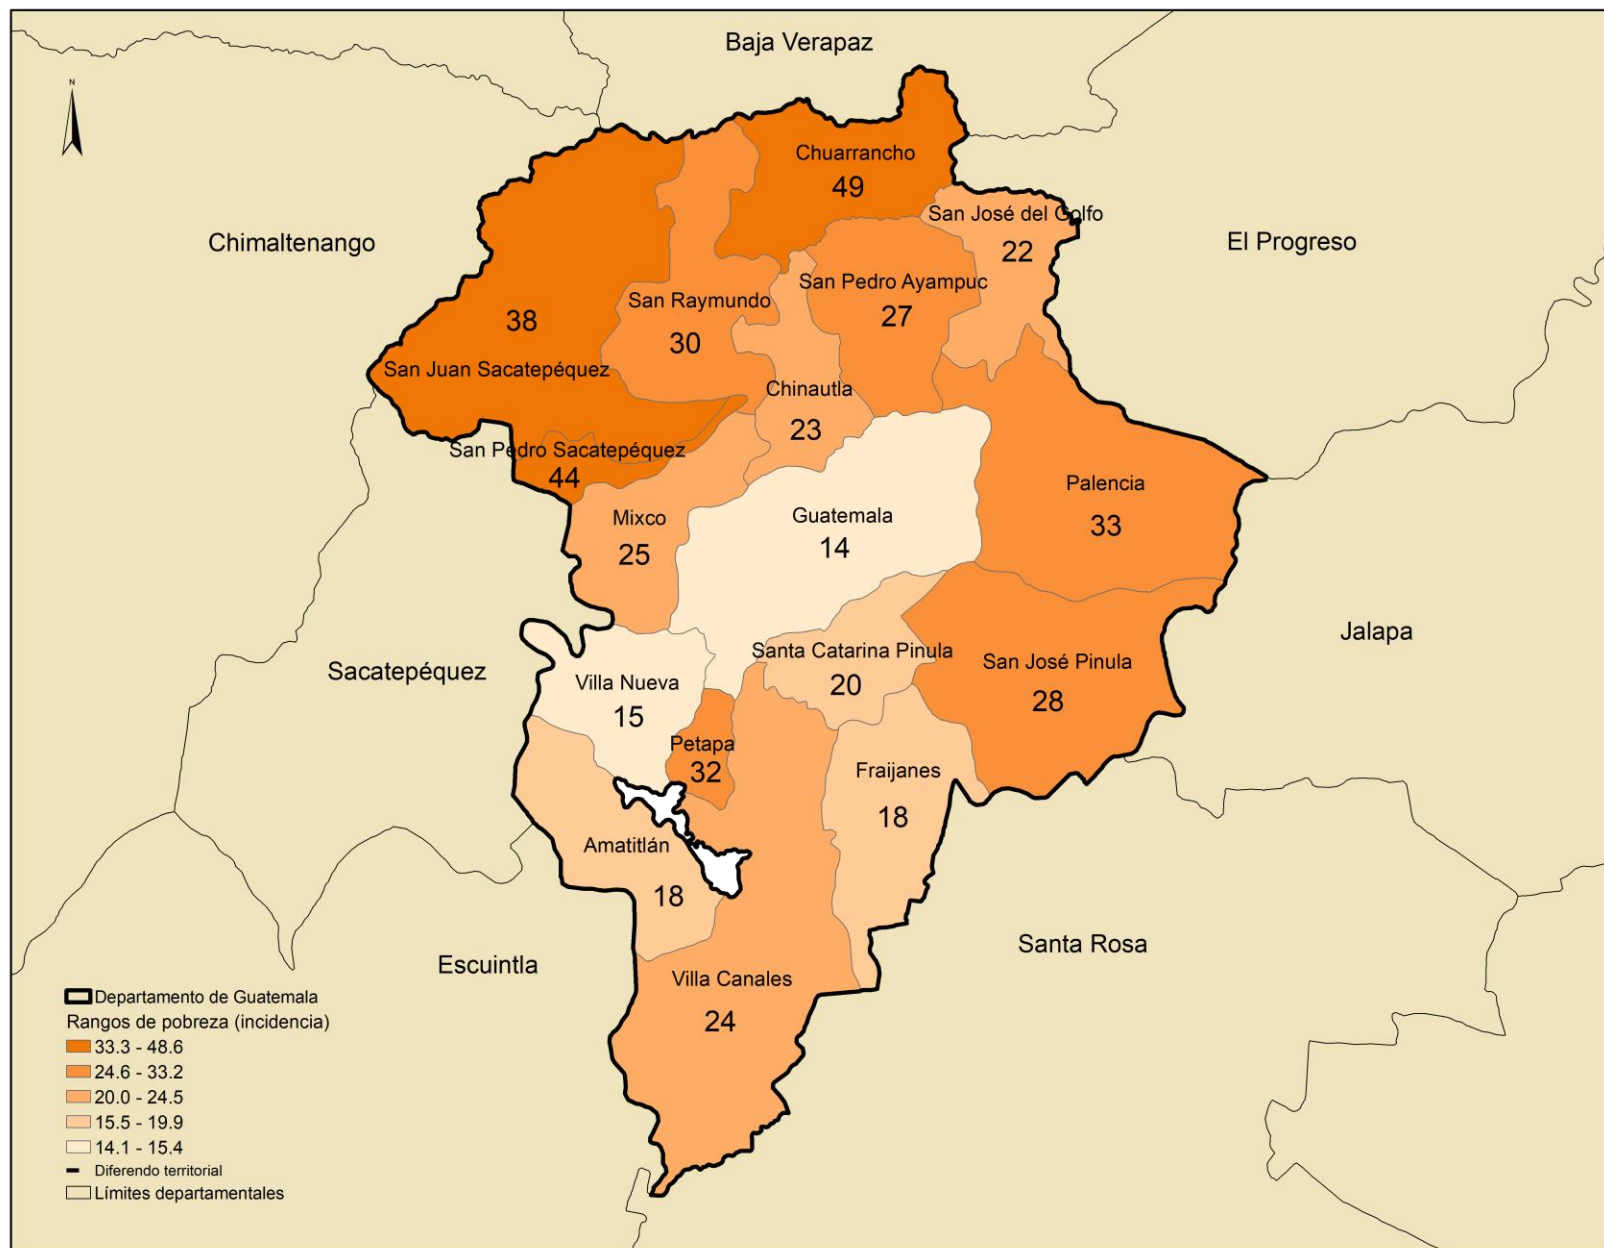 Baja Verapaz
N
Chuarrancho
49
San José del Golfo
22
Chimaltenango
El Progreso
San Pedro Ayampuc
27
San Raymundo
30
38
San Juan Sacatepéquez
Chinautla
23
San Pedro Sacatepéquez
44
Palencia
33
Mixco
25
Guatemala
14
Jalapa
Santa Catarina Pinula
20
San José Pinula
28
Sacatepéquez
Villa Nueva
15
Petapa
32
Fraijanes
18
Amatitlán
18
Santa Rosa
Escuintla
Villa Canales
24
Departamento de Guatemala
Rangos de pobreza (incidencia)
33.3 - 48.6
24.6 - 33.2
20.0 - 24.5
15.5 - 19.9
14.1 - 15.4
Diferendo territorial
Límites departamentales